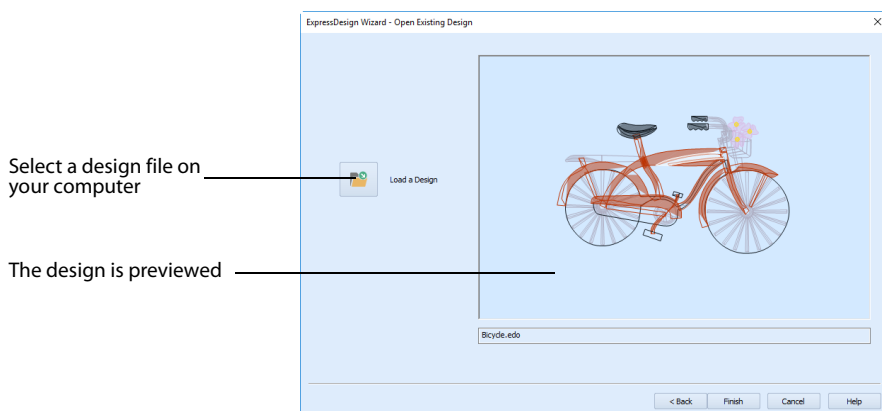 ExpressDesign Wizard - Open Existing Design
Select a design file on
your computer
Load a Design
The design is previewed
Bicycle.edo
< Back
Finish
Cancel
Help